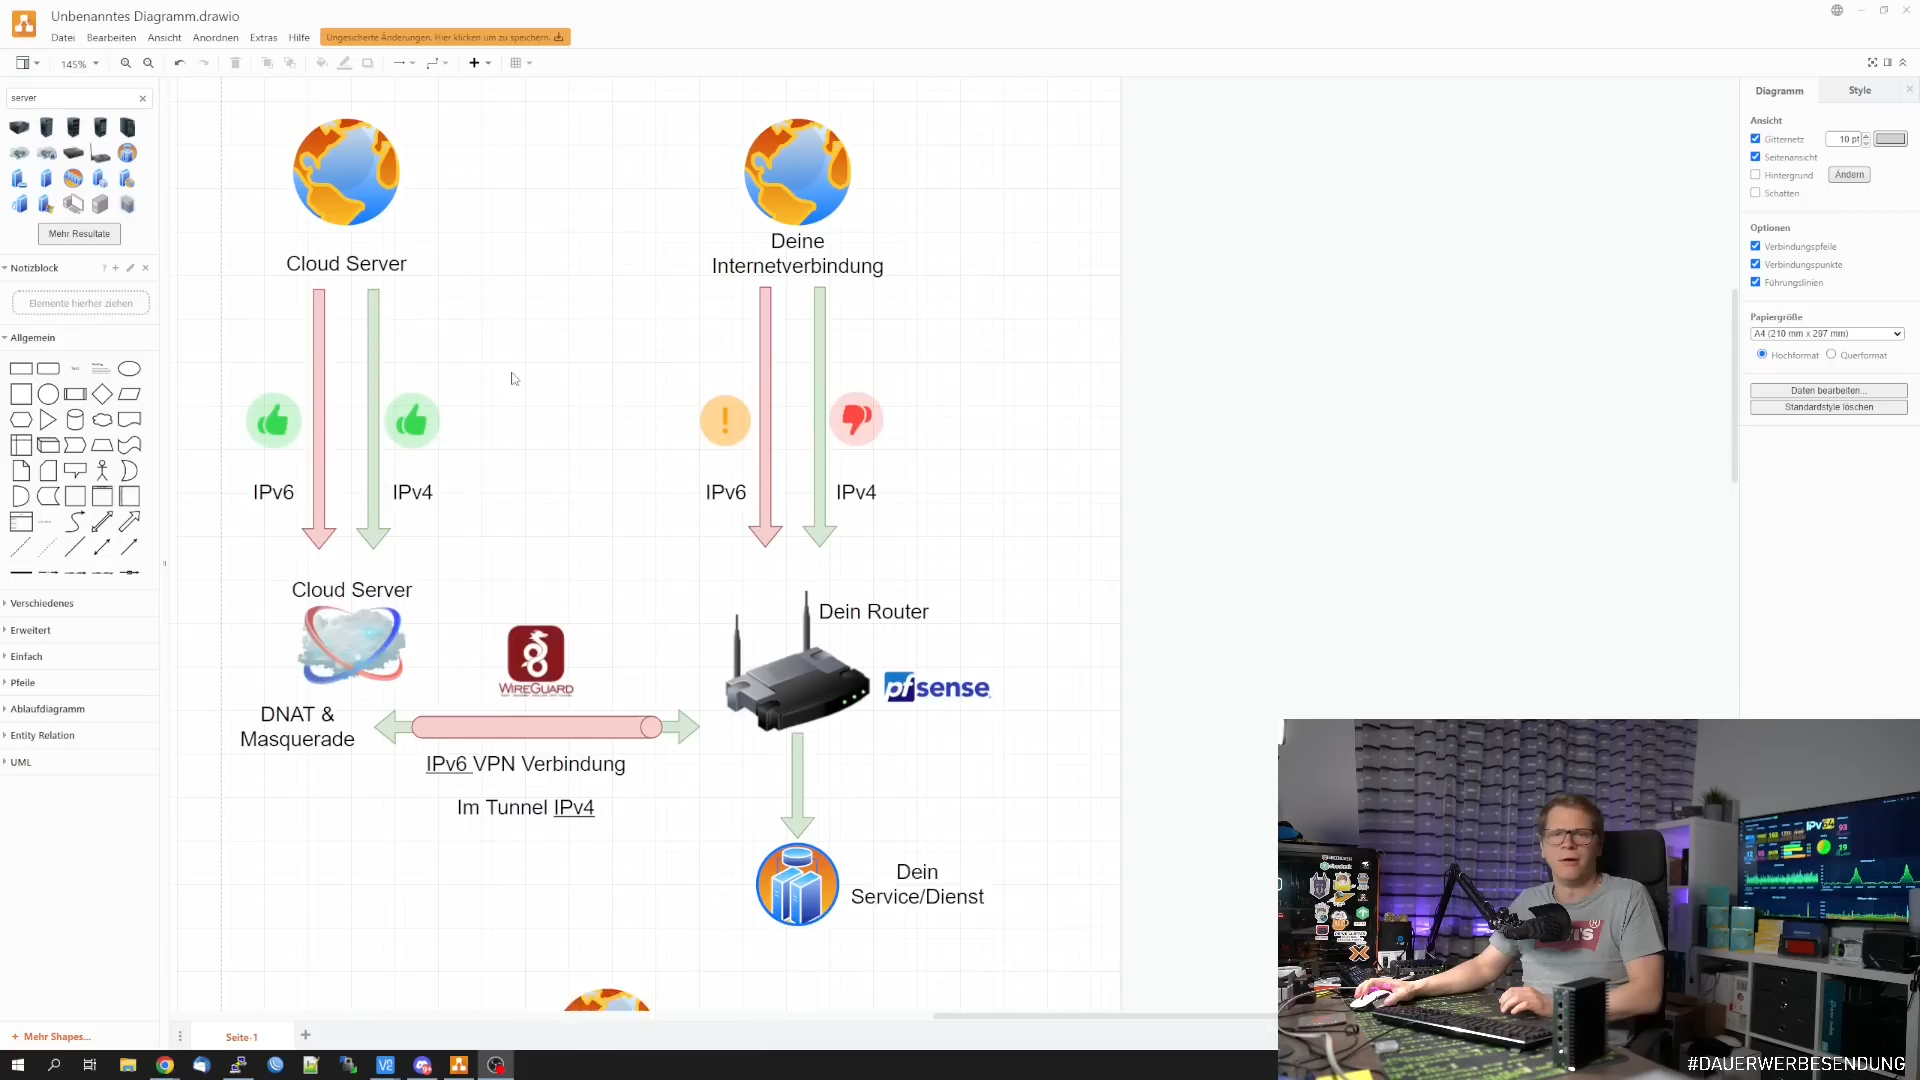 Unbenanntes Diagramm.drawio
Datei Bearbeiten Ansicht Anordnen Extras Hilfe Ungesicherte Änderungen. Hier klicken um zu speichern.
145%
server
Mehr Resultate
Notizblock
Elemente hierher ziehen
Allgemein
Verschiedenes
Erweitert
Einfach
Pfeile
Ablaufdiagramm
Entity Relation
UML
+ Mehr Shapes...
Seite-1
Cloud Server
IPv6
IPv4
Cloud Server
DNAT &
Masquerade
WIREGUARD
IPv6 VPN Verbindung
Im Tunnel IPv4
Deine
Internetverbindung
IPv6
IPv4
Dein Router
pfsense
Dein
Service/Dienst
Diagramm Style
Ansicht
Gitternetz 10 pt
Seitenansicht
Hintergrund Ändern
Schatten
Optionen
Verbindungspfeile
Verbindungspunkte
Führungslinien
Papiergröße
A4 (210 mm x 297 mm)
Hochformat Querformat
Daten bearbeiten...
Standardstyle löschen
IPv64
#DAUERWERBESENDUNG